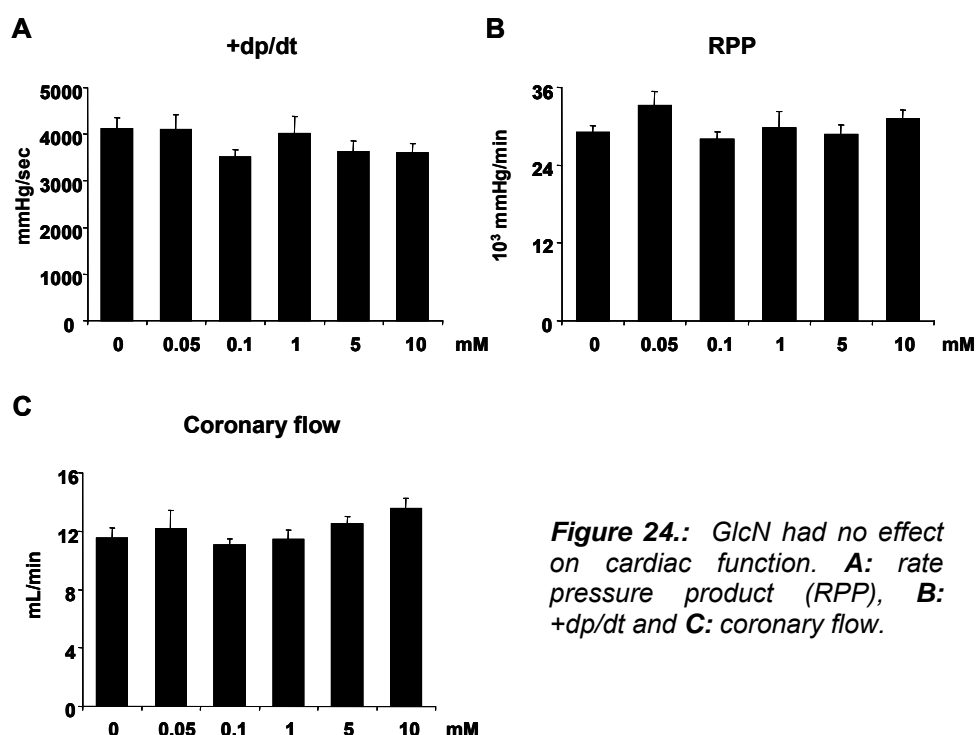 A
+dp/dt
mmHg/sec
5000
4000
3000
2000
1000
0
0 0.05 0.1 1 5 10 mM
B
RPP
10³ mmHg/min
36
24
12
0
0 0.05 0.1 1 5 10 mM
C
Coronary flow
mL/min
16
12
8
4
0
0 0.05 0.1 1 5 10 mM
Figure 24.: GlcN had no effect
on cardiac function. A: rate
pressure product (RPP), B:
+dp/dt and C: coronary flow.